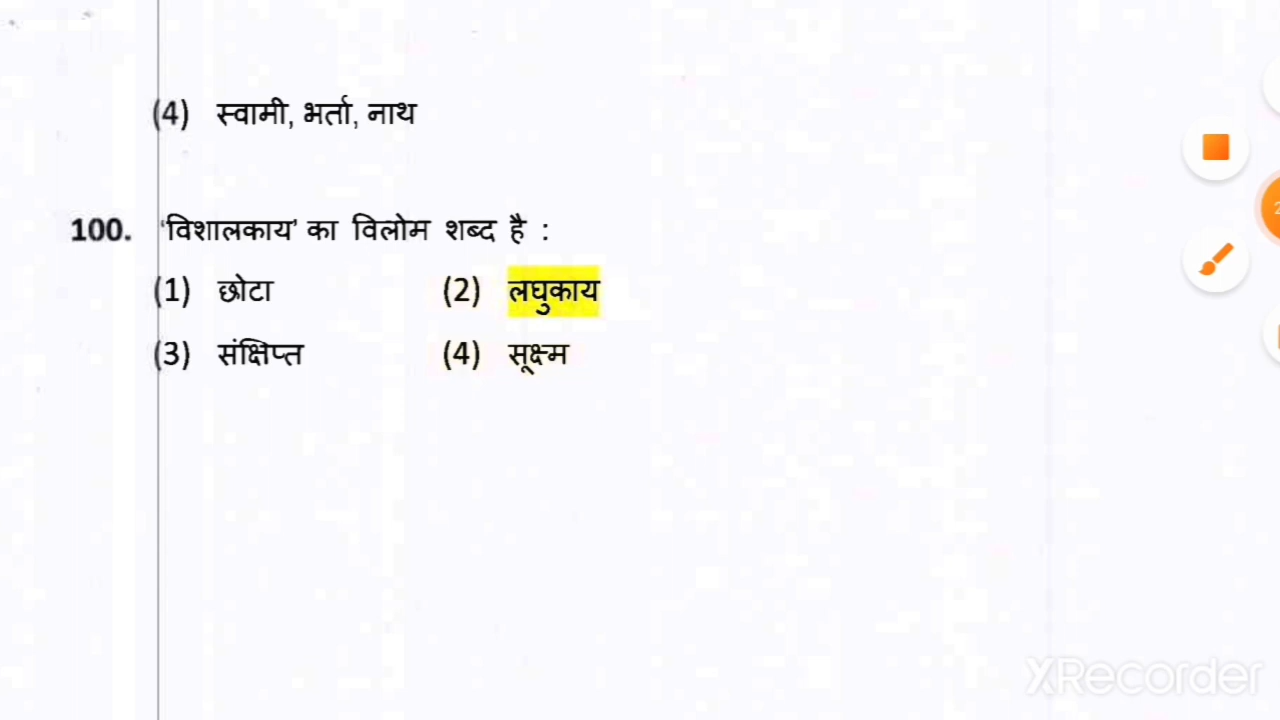 (4) स्वामी, भर्ता, नाथ
100. 'विशालकाय' का विलोम शब्द है :
(1) छोटा (2) लघुकाय
(3) संक्षिप्त (4) सूक्ष्म
XRecorder